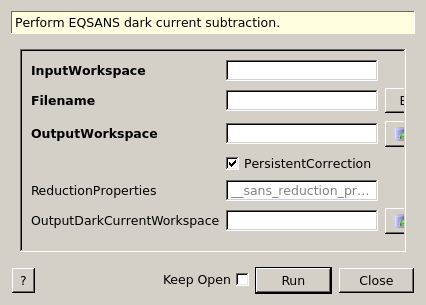 Perform EQSANS dark current subtraction.
InputWorkspace
Filename
OutputWorkspace
PersistentCorrection
ReductionProperties __sans_reduction_pr...
OutputDarkCurrentWorkspace
? Keep Open Run Close